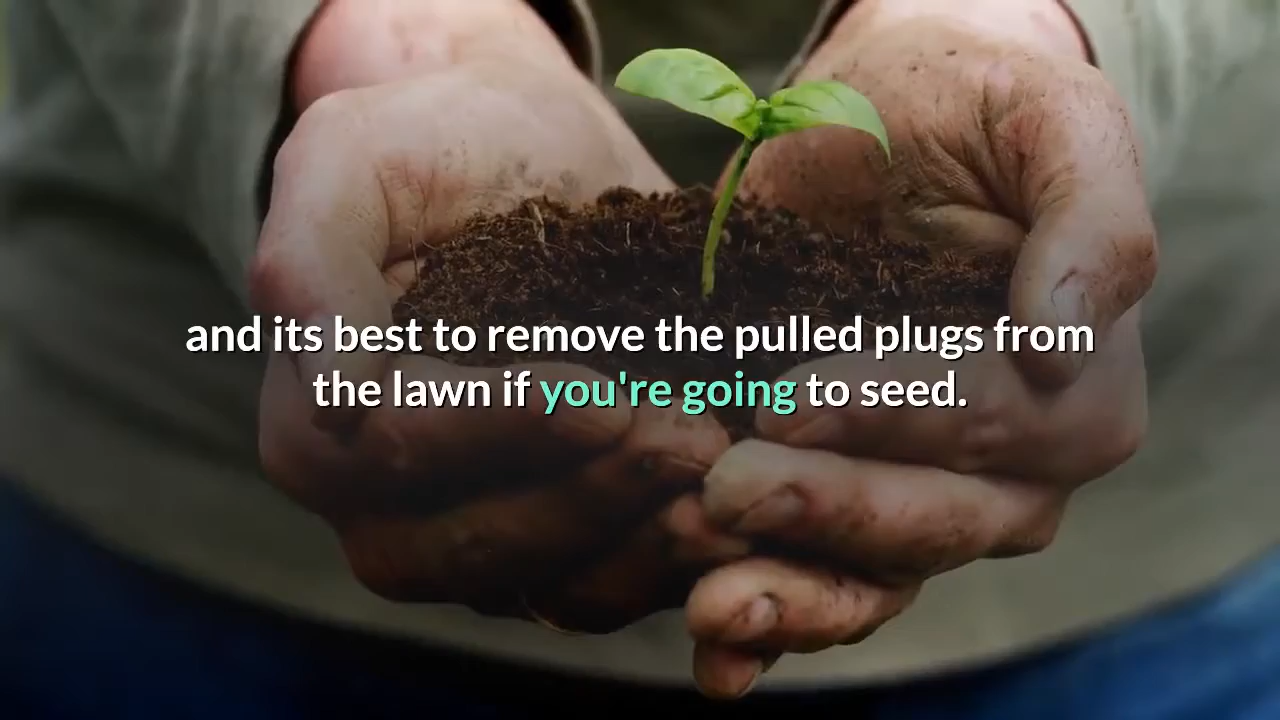 and its best to remove the pulled plugs from
the lawn if you're going to seed.